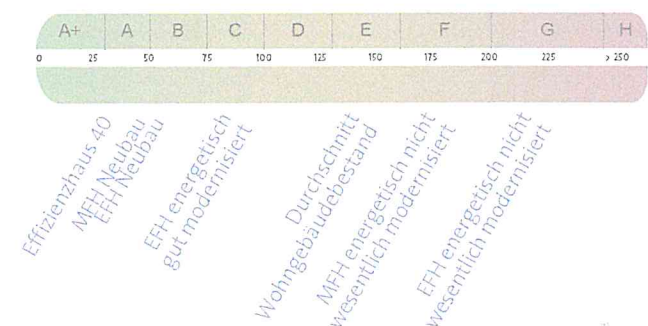 A+ A B C D E F G H
0 25 50 75 100 125 150 175 200 225 > 250
Effizienzhaus 40
MFH Neubau
EFH Neubau
EFH energetisch
gut modernisiert
Durchschnitt
Wohngebäudebestand
MFH energetisch nicht
wesentlich modernisiert
EFH energetisch nicht
wesentlich modernisiert